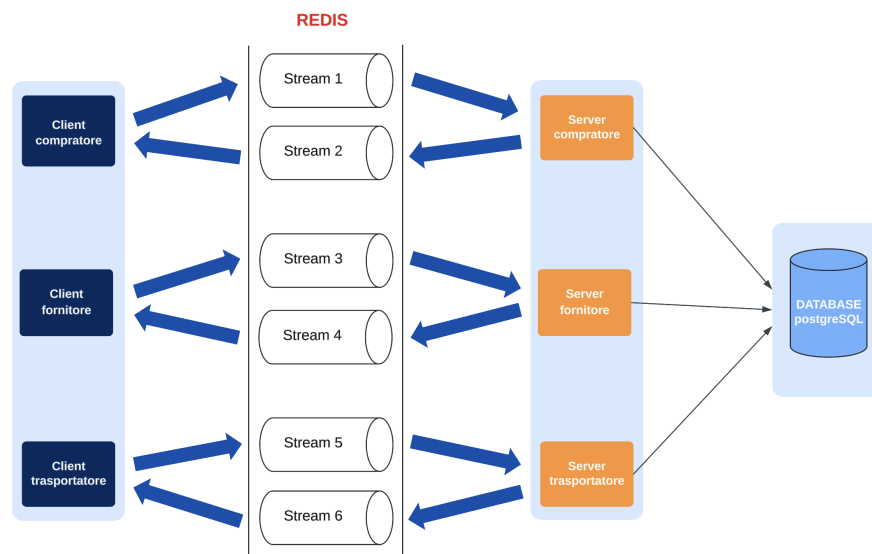 REDIS
Stream 1
Client
compratore
Server
compratore
Stream 2
Stream 3
Client
fornitore
Server
fornitore
DATABASE
postgreSQL
Stream 4
Stream 5
Client
trasportatore
Server
trasportatore
Stream 6